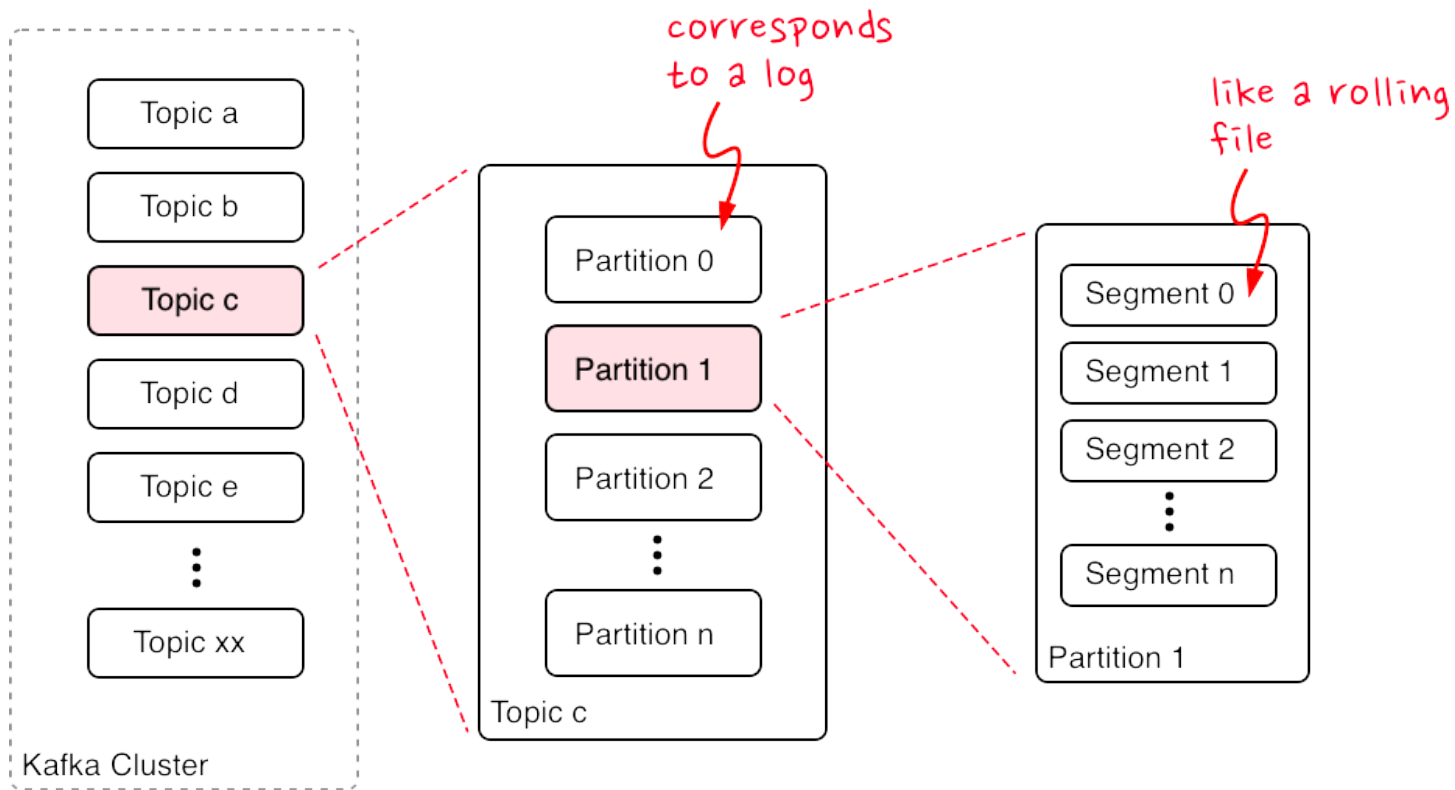 Topic a
Topic b
Topic c
Topic d
Topic e
Topic xx
Kafka Cluster
corresponds
to a log
Partition 0
Partition 1
Partition 2
Partition n
Topic c
like a rolling
file
Segment 0
Segment 1
Segment 2
Segment n
Partition 1